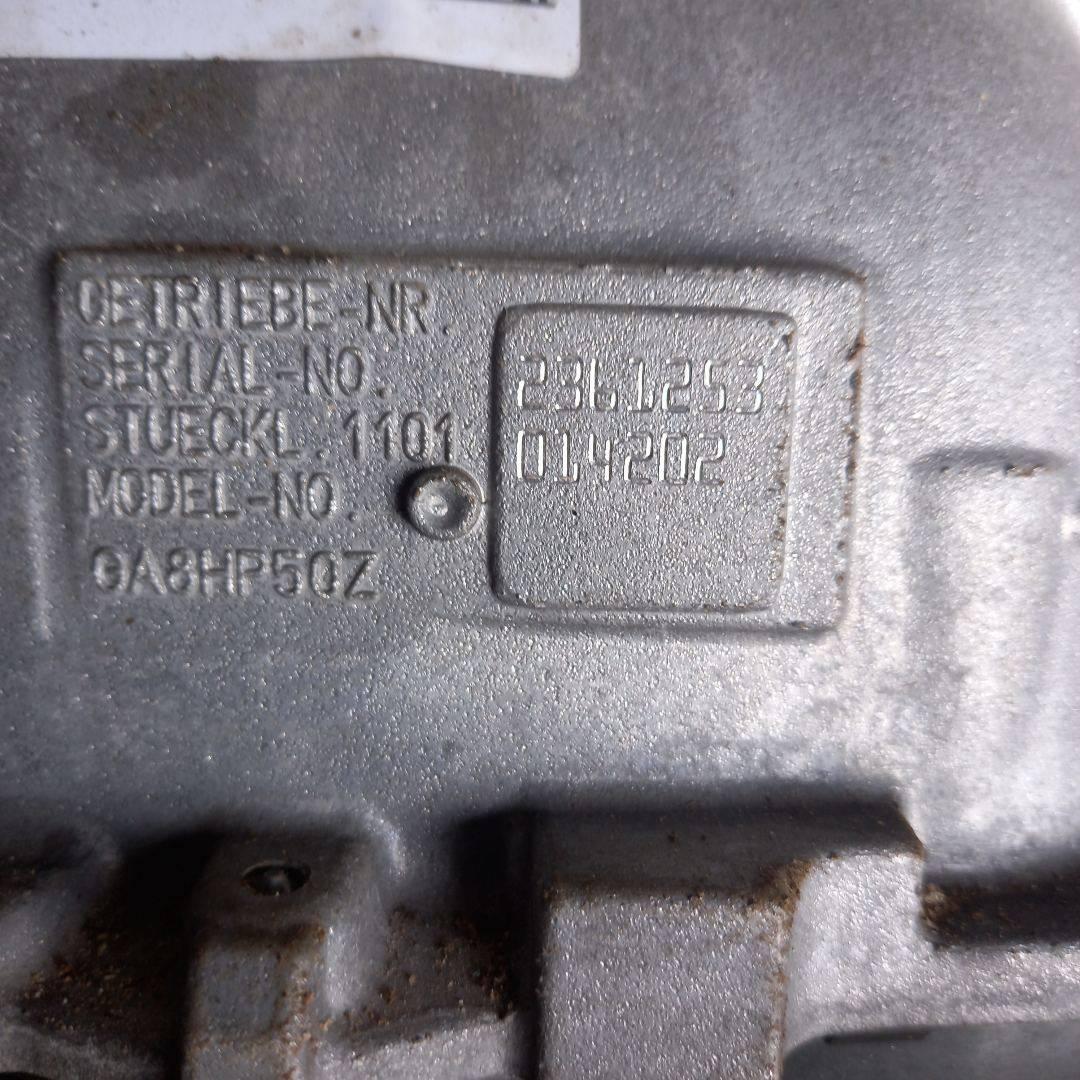 GETRIEBE-NR.
SERIAL-NO. 2361253
STUECKL. 1101
MODEL-NO. 014202
GA8HP50Z